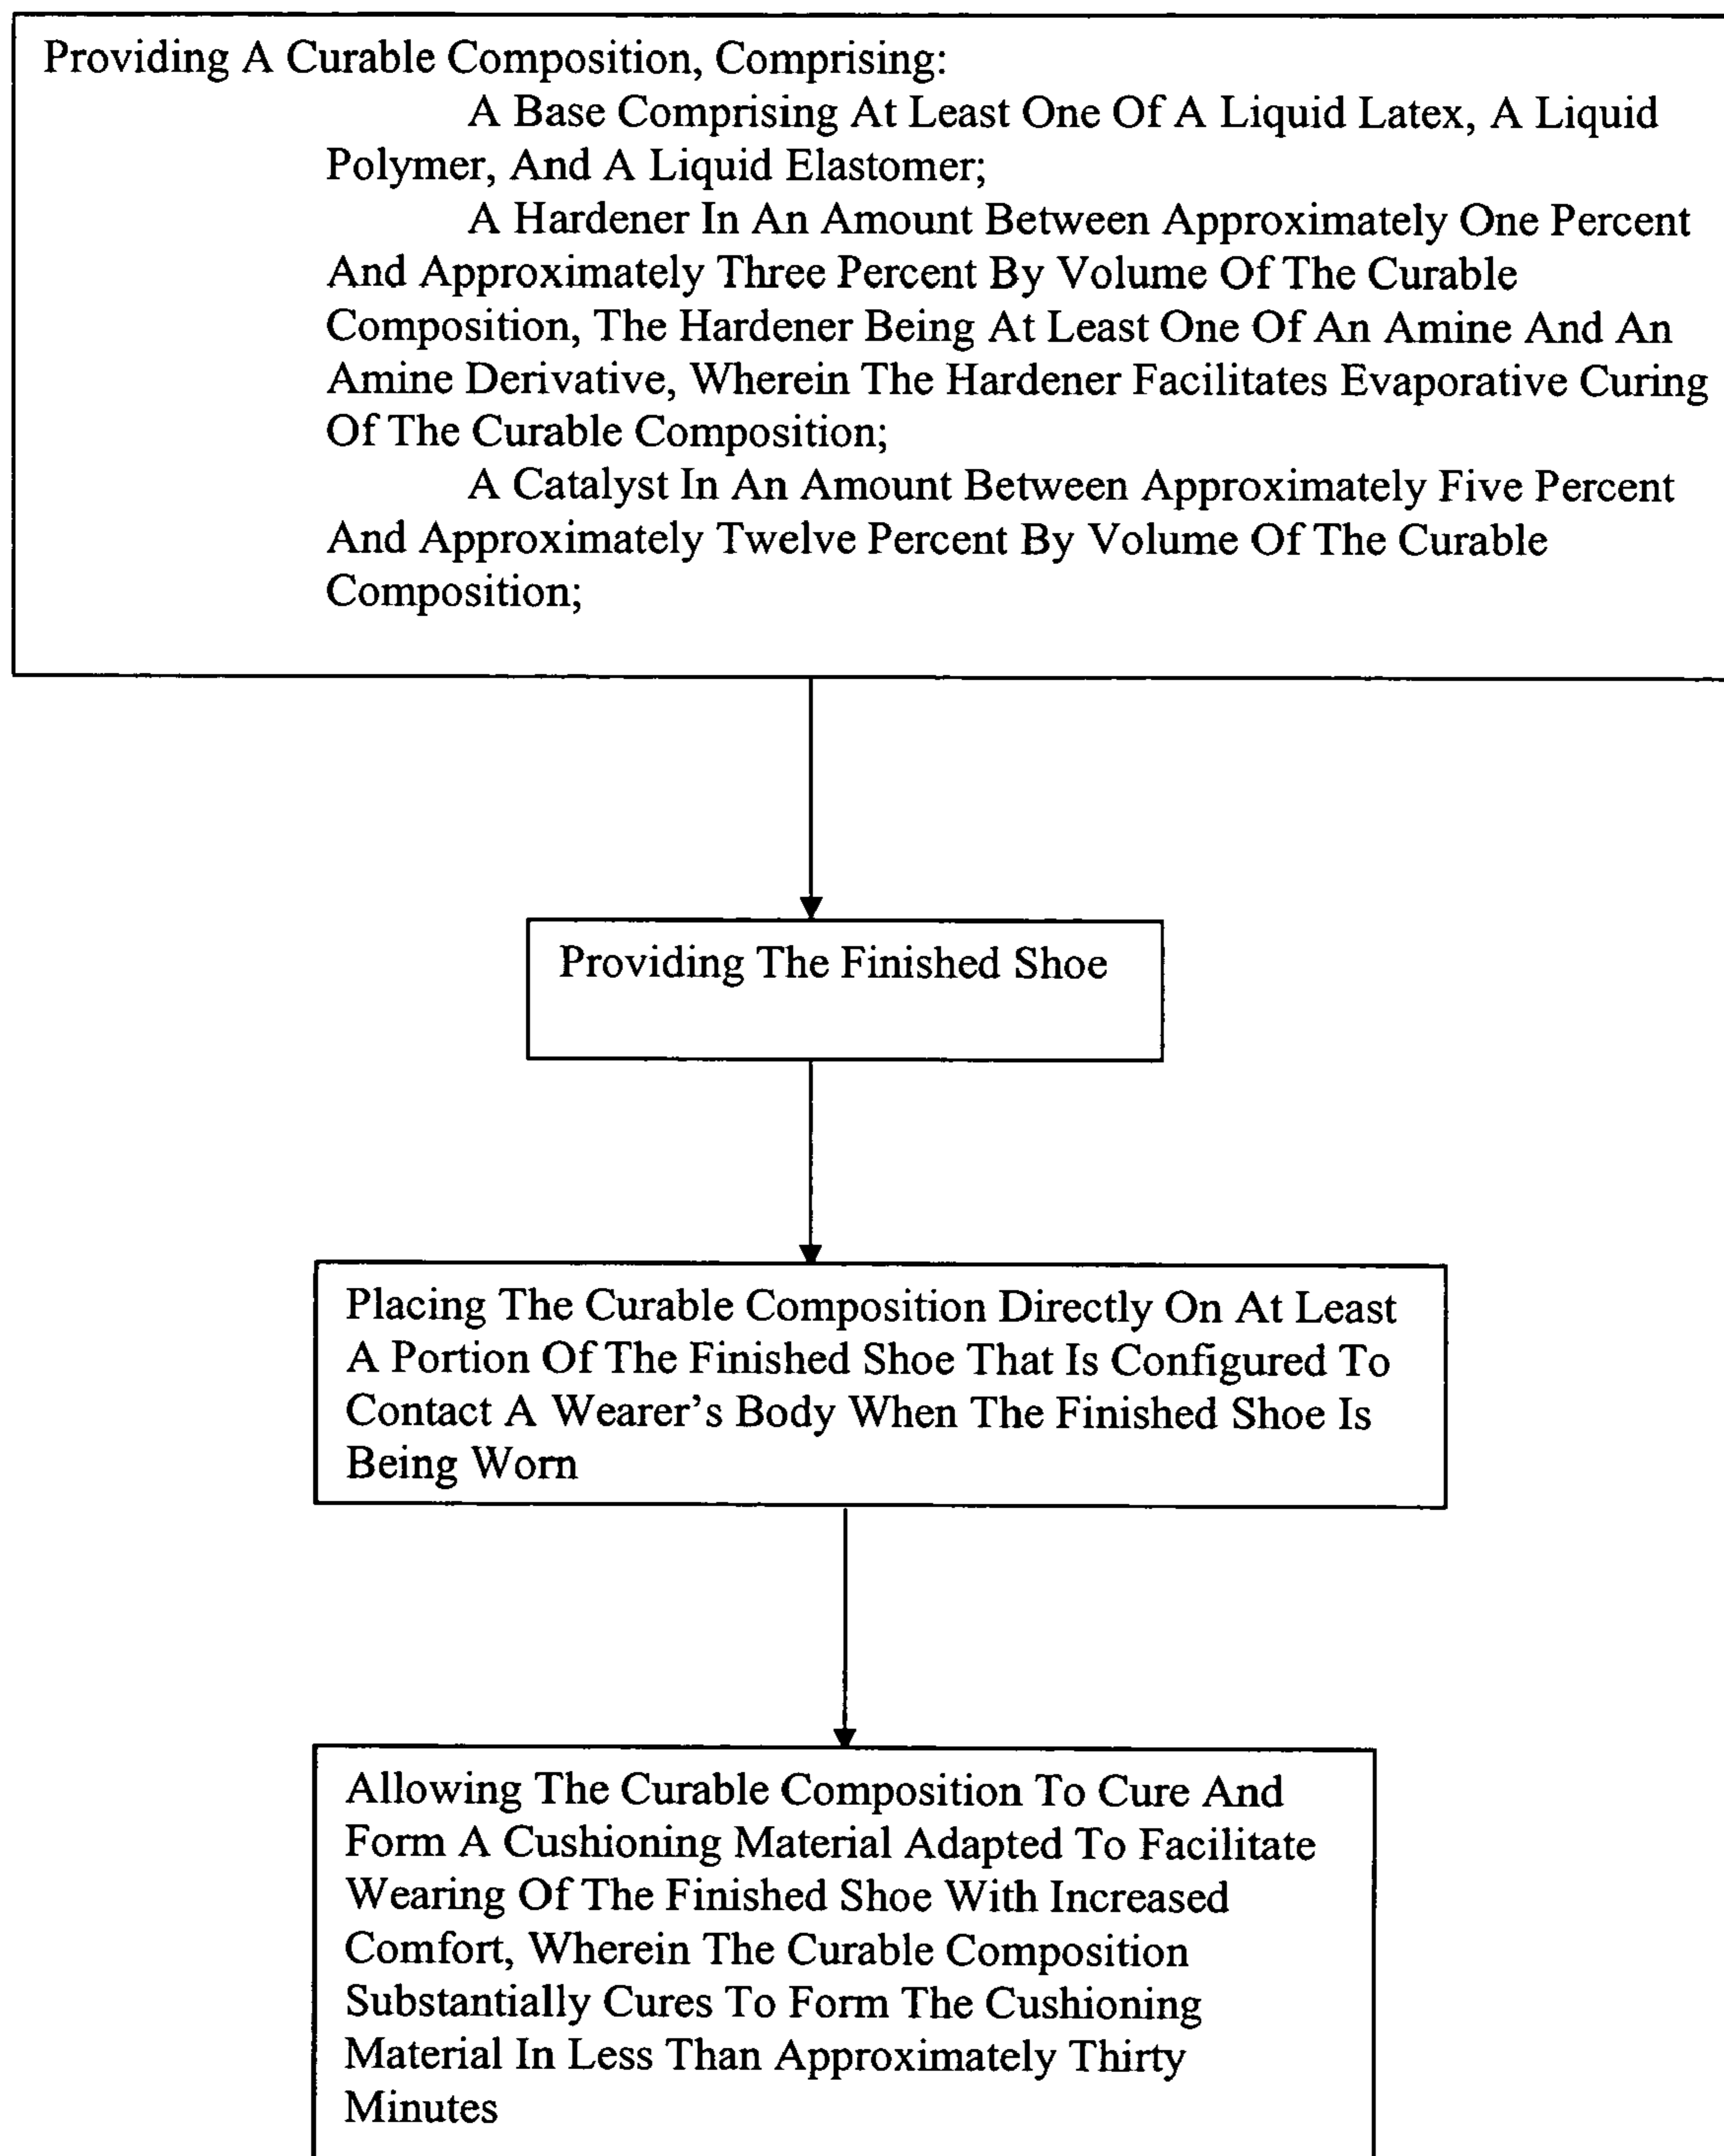 Providing A Curable Composition, Comprising:
A Base Comprising At Least One Of A Liquid Latex, A Liquid
Polymer, And A Liquid Elastomer;
A Hardener In An Amount Between Approximately One Percent
And Approximately Three Percent By Volume Of The Curable
Composition, The Hardener Being At Least One Of An Amine And An
Amine Derivative, Wherein The Hardener Facilitates Evaporative Curing
Of The Curable Composition;
A Catalyst In An Amount Between Approximately Five Percent
And Approximately Twelve Percent By Volume Of The Curable
Composition;
Providing The Finished Shoe
Placing The Curable Composition Directly On At Least
A Portion Of The Finished Shoe That Is Configured To
Contact A Wearer's Body When The Finished Shoe Is
Being Worn
Allowing The Curable Composition To Cure And
Form A Cushioning Material Adapted To Facilitate
Wearing Of The Finished Shoe With Increased
Comfort, Wherein The Curable Composition
Substantially Cures To Form The Cushioning
Material In Less Than Approximately Thirty
Minutes